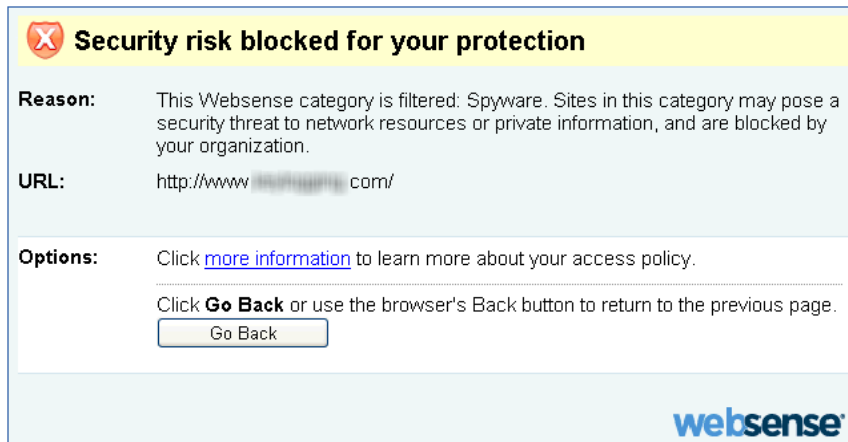 Security risk blocked for your protection
Reason:
This Websense category is filtered: Spyware. Sites in this category may pose a
security threat to network resources or private information, and are blocked by
your organization.
URL:
http://www .com/
Options:
Click more information to learn more about your access policy.
Click Go Back or use the browser's Back button to return to the previous page.
Go Back
websense